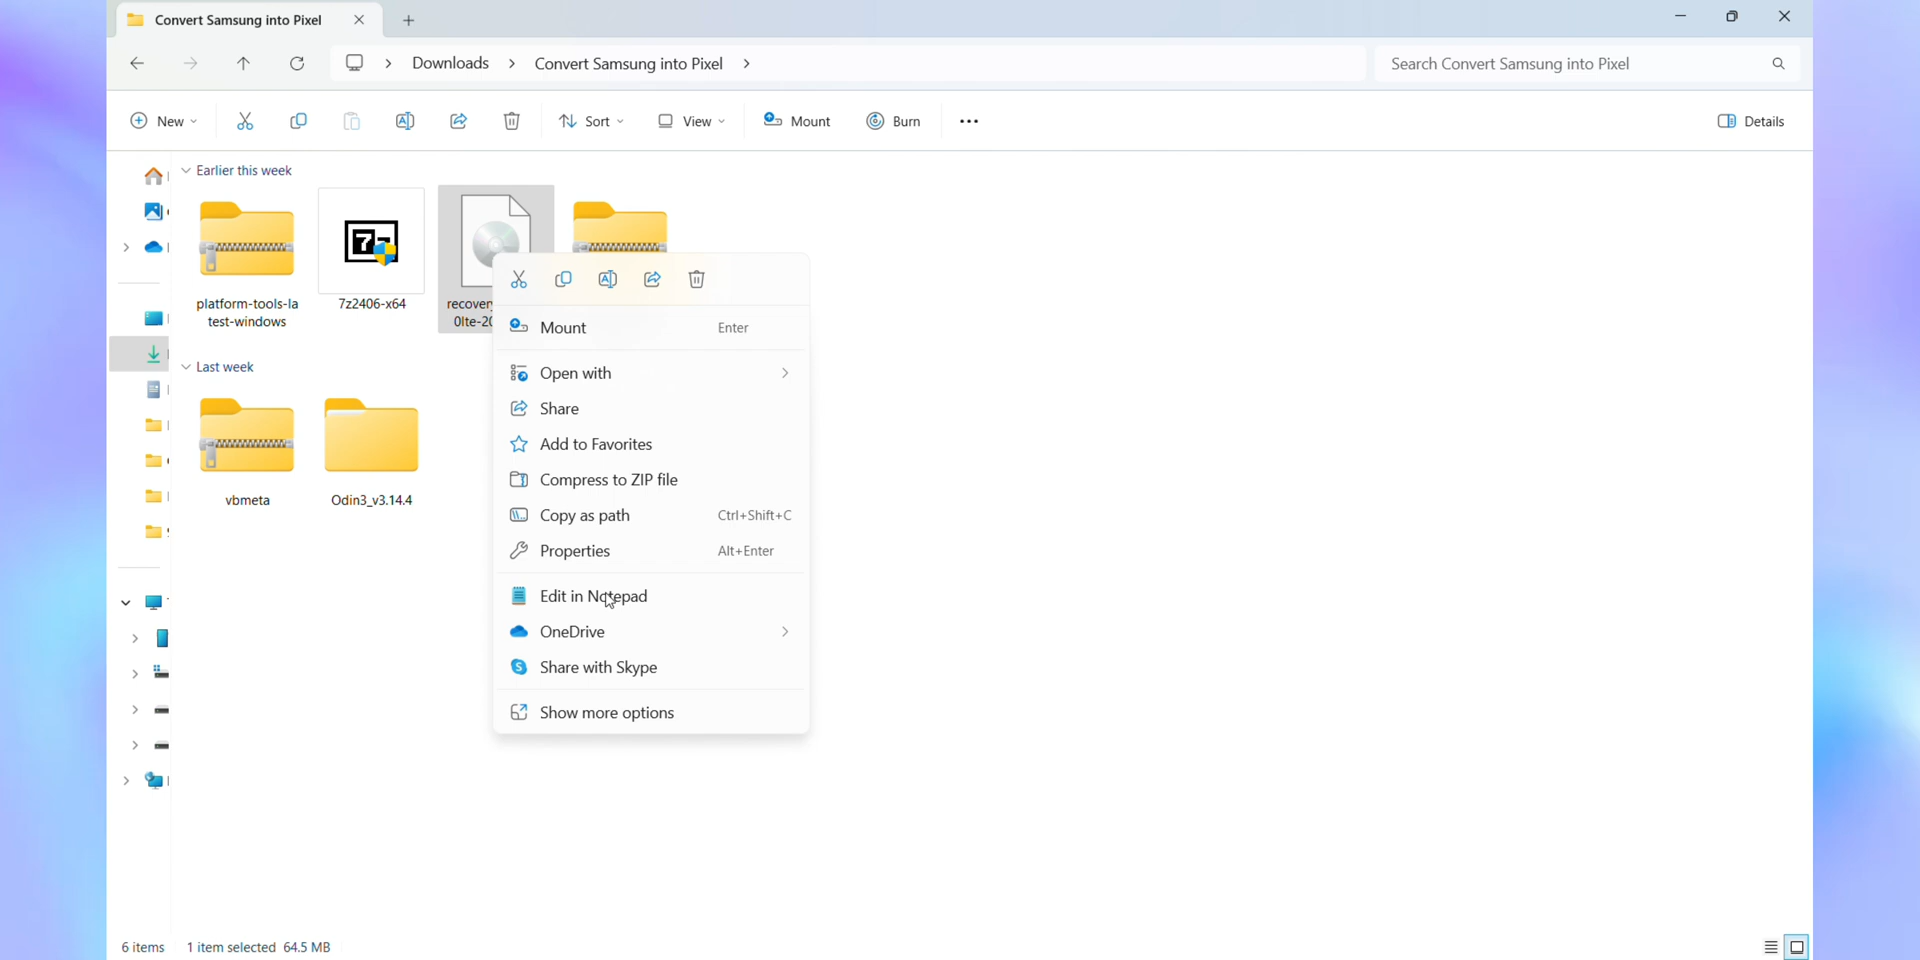 Convert Samsung into Pixel
Downloads > Convert Samsung into Pixel >
Search Convert Samsung into Pixel
New
Sort
View
Mount
Burn
Details
Earlier this week
platform-tools-la
test-windows
7z2406-x64
recovery
0lte-20
Last week
vbmeta
Odin3_v3.14.4
Mount Enter
Open with
Share
Add to Favorites
Compress to ZIP file
Copy as path Ctrl+Shift+C
Properties Alt+Enter
Edit in Notepad
OneDrive
Share with Skype
Show more options
6 items 1 item selected 64.5 MB